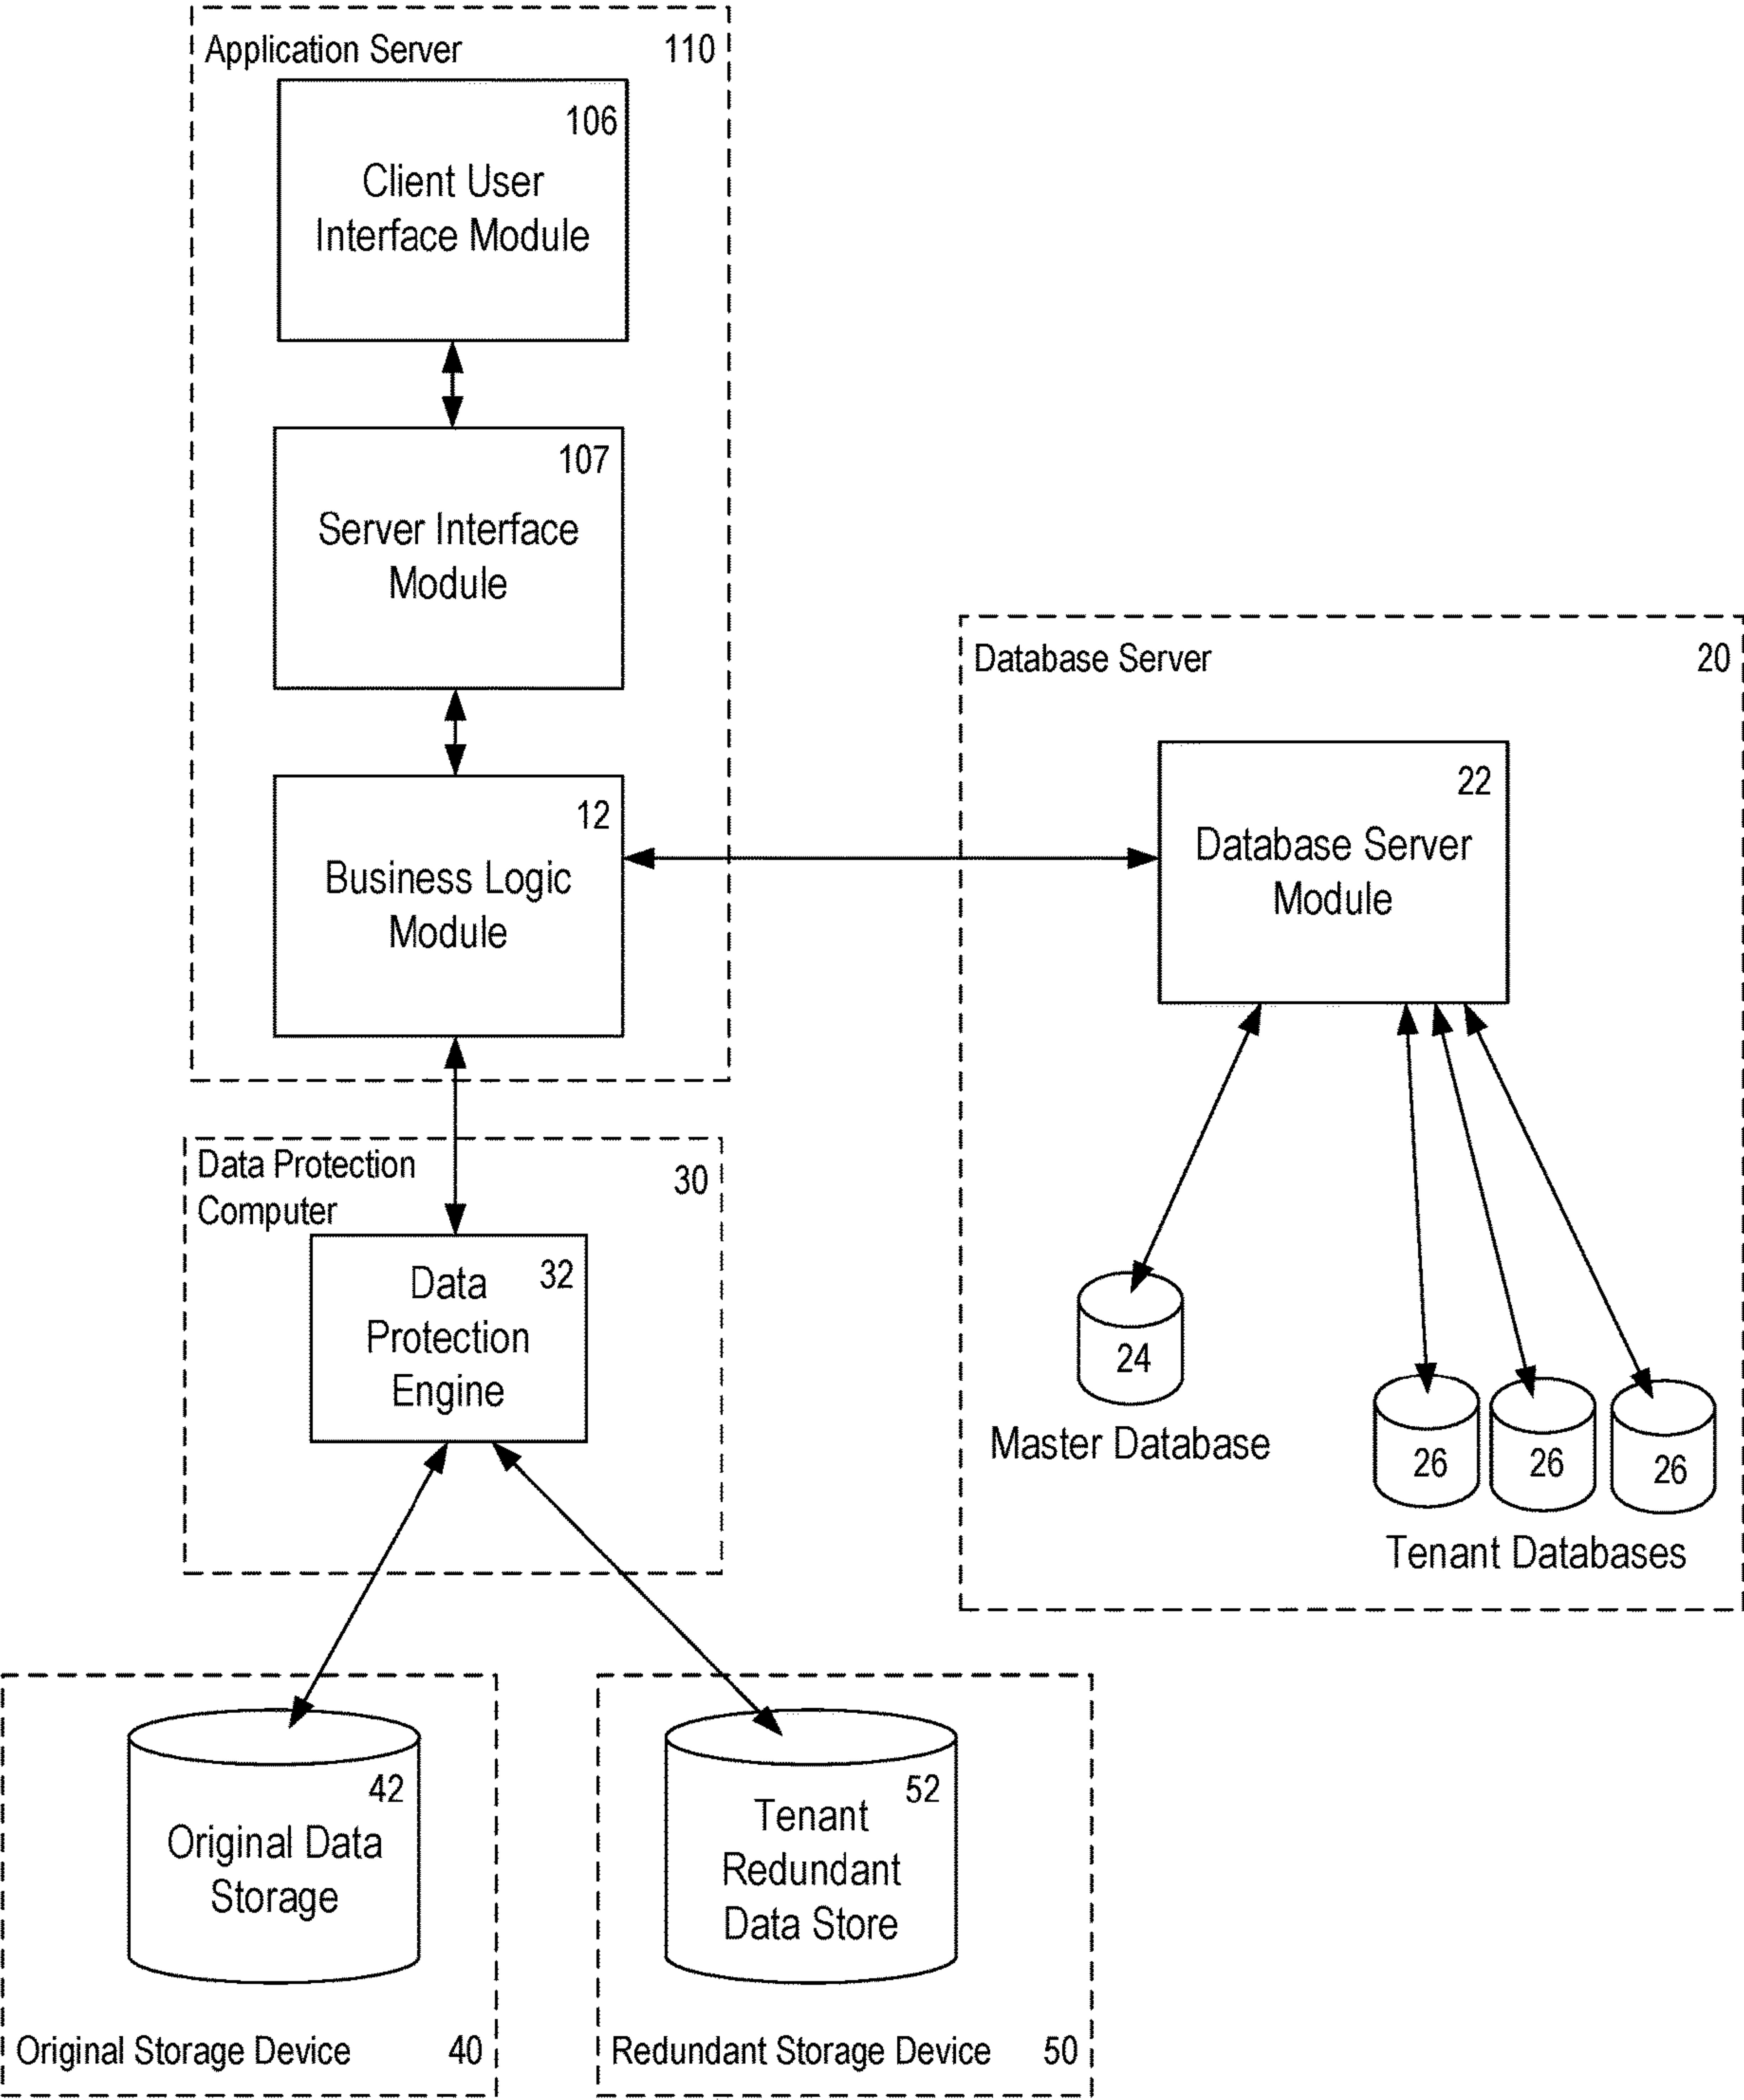 Application Server 110
106
Client User
Interface Module
107
Server Interface
Module
12
Business Logic
Module
Database Server 20
22
Database Server
Module
24
Master Database
26 26 26
Tenant Databases
Data Protection
Computer
30
32
Data
Protection
Engine
42
Original Data
Storage
Original Storage Device 40
52
Tenant
Redundant
Data Store
Redundant Storage Device 50